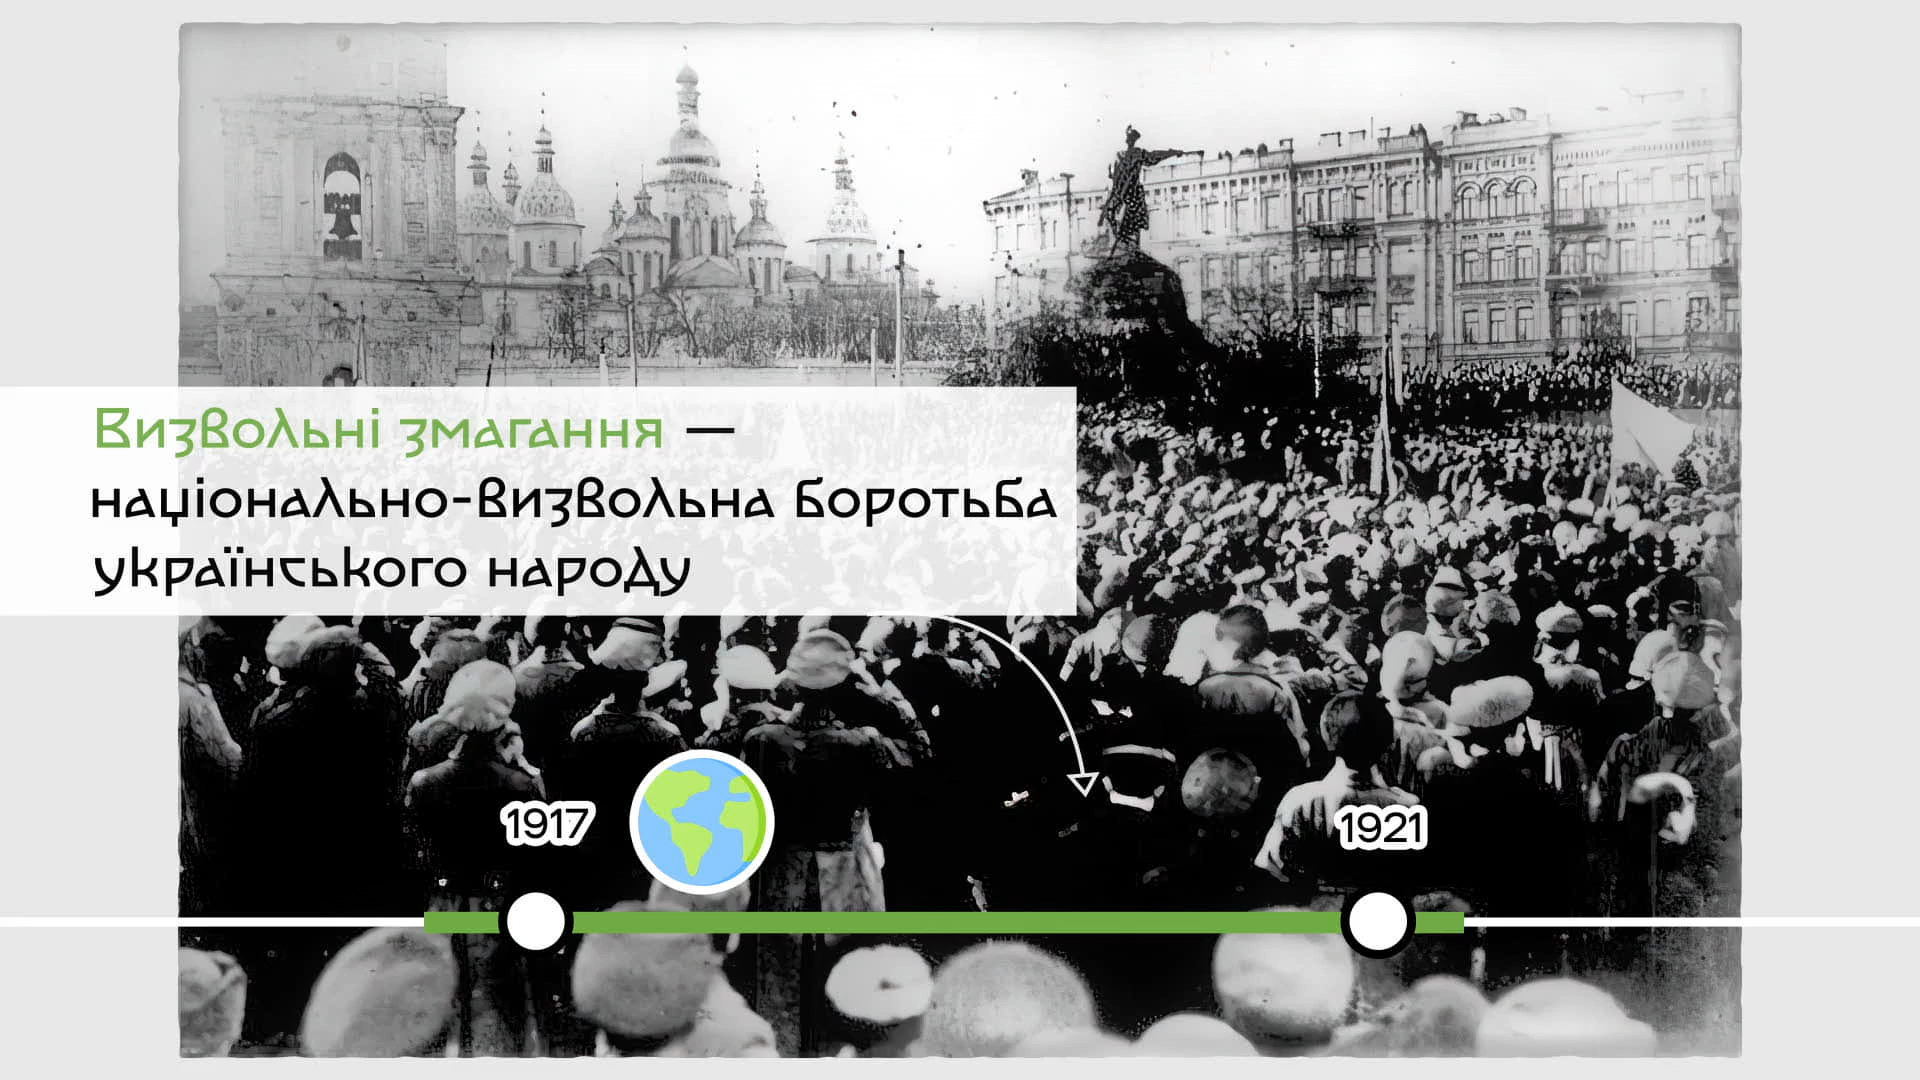 Визвольні змагання —
національно-визвольна боротьба
українського народу
1917
1921